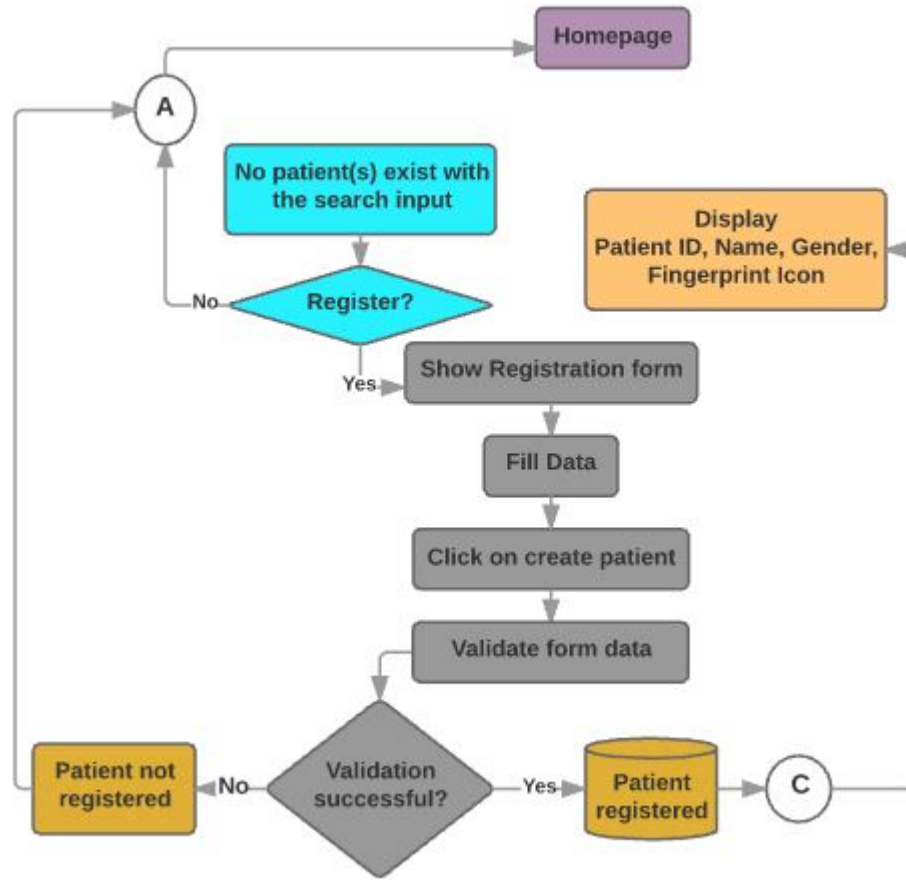 Homepage
A
No patient(s) exist with
the search input
Display
Patient ID, Name, Gender,
Fingerprint Icon
No
Register?
Yes
Show Registration form
Fill Data
Click on create patient
Validate form data
Patient not
registered
No
Validation
successful?
Yes
Patient
registered
C